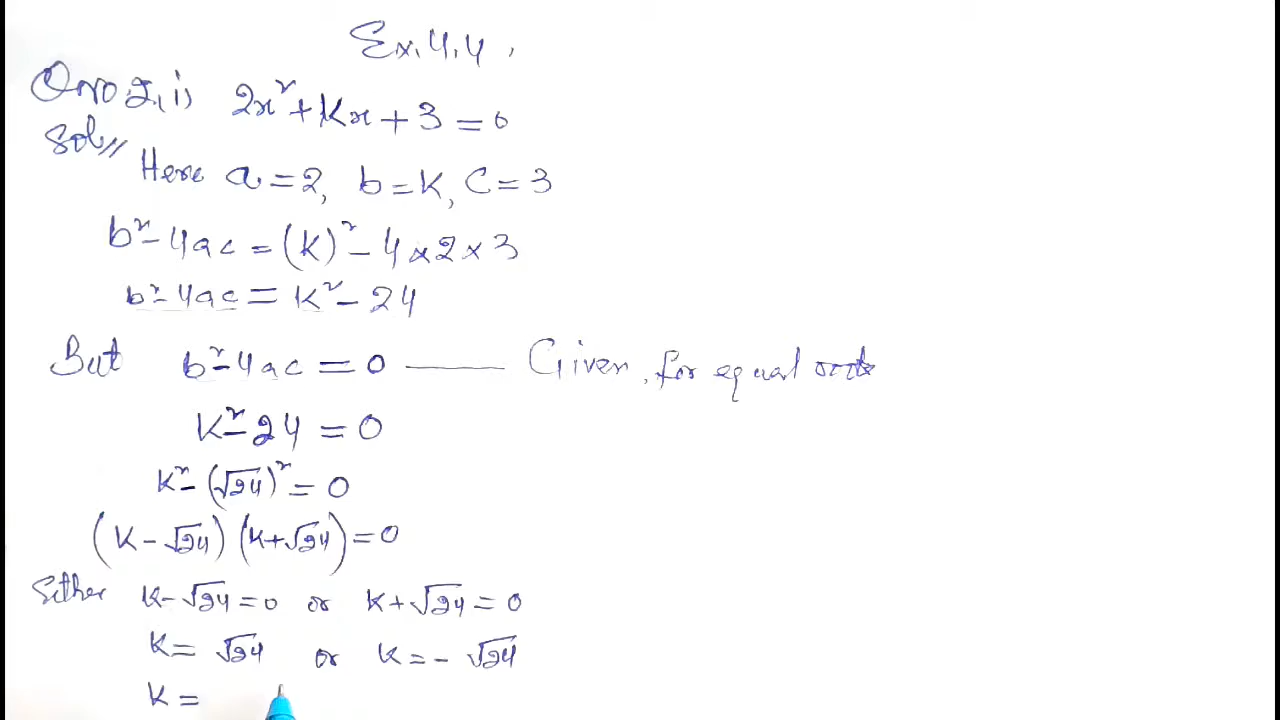 Ex. 4.4.
Q no 2. i) 2x² + Kx + 3 = 0
Sol//
Here a = 2, b = K, C = 3
b² - 4ac = (K)² - 4 × 2 × 3
b² - 4ac = K² - 24
But b² - 4ac = 0 —— Given, for equal roots
K² - 24 = 0
K² - (√24)² = 0
(K - √24) (K + √24) = 0
Either K - √24 = 0 or K + √24 = 0
K = √24 or K = - √24
K =